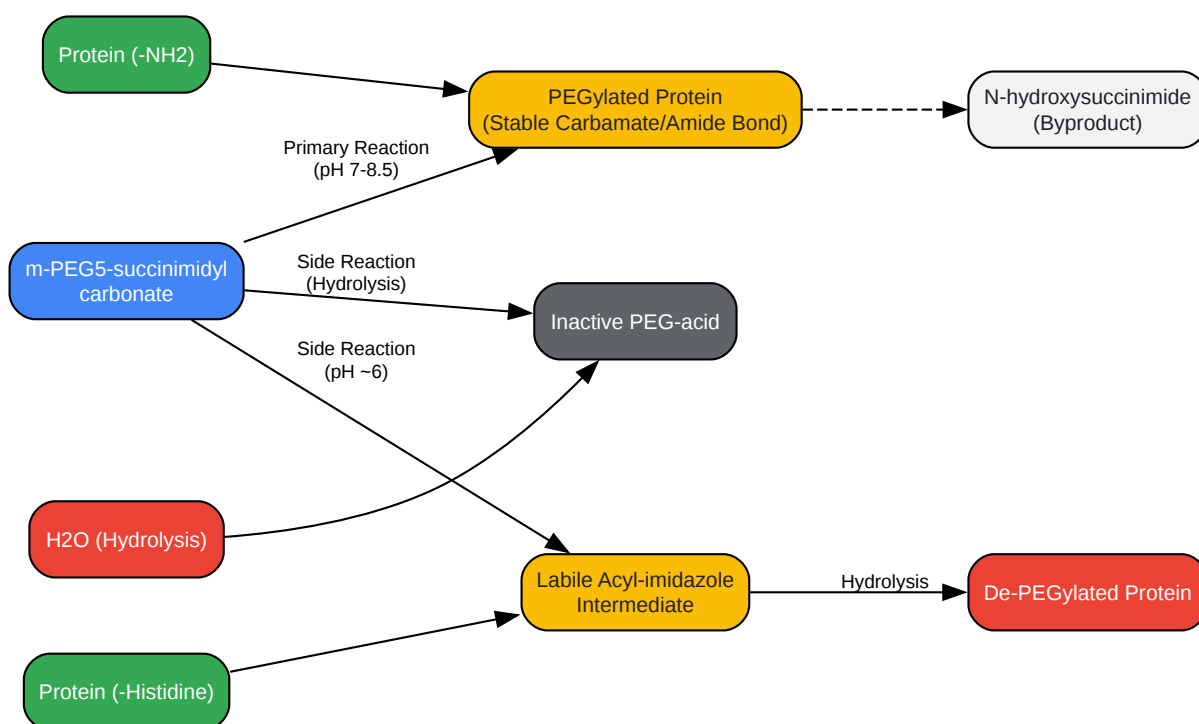 Protein (-NH2)
PEGylated Protein
(Stable Carbamate/Amide Bond)
N-hydroxysuccinimide
(Byproduct)
Primary Reaction
(pH 7-8.5)
m-PEG5-succinimidyl
carbonate
Side Reaction
(Hydrolysis)
Inactive PEG-acid
Side Reaction
(pH ~6)
H2O (Hydrolysis)
Labile Acyl-imidazole
Intermediate
Hydrolysis
De-PEGylated Protein
Protein (-Histidine)